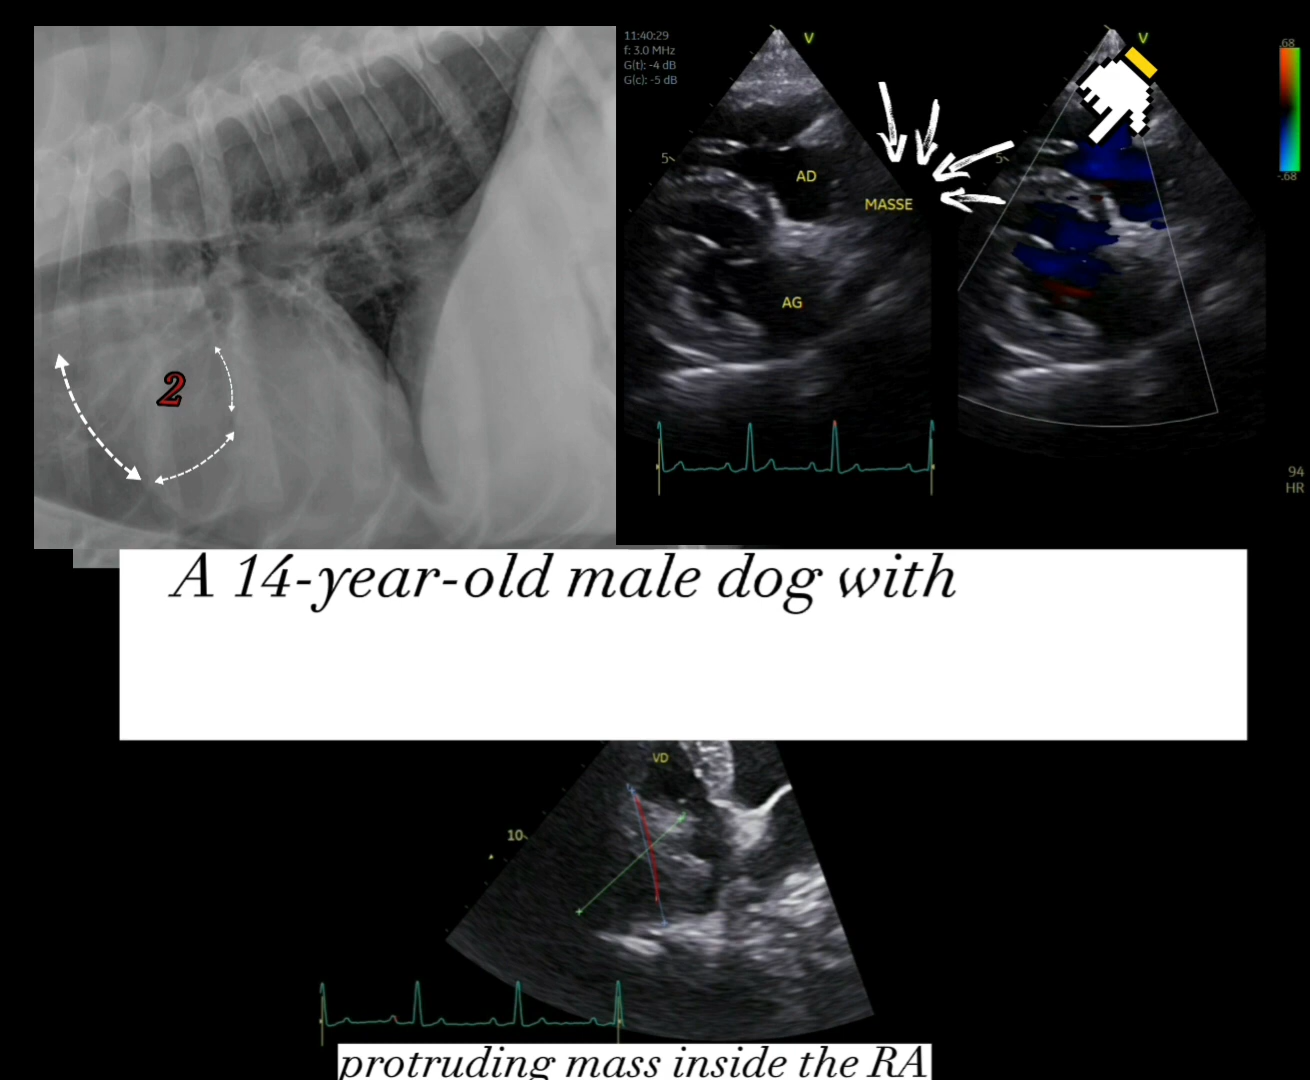 11:40:29
f: 3.0 MHz
G(t): -4 dB
G(c): -5 dB
V
V
.68
-.68
5
5
AD
MASSE
AG
2
94
HR
A 14-year-old male dog with
VD
10
protruding mass inside the RA